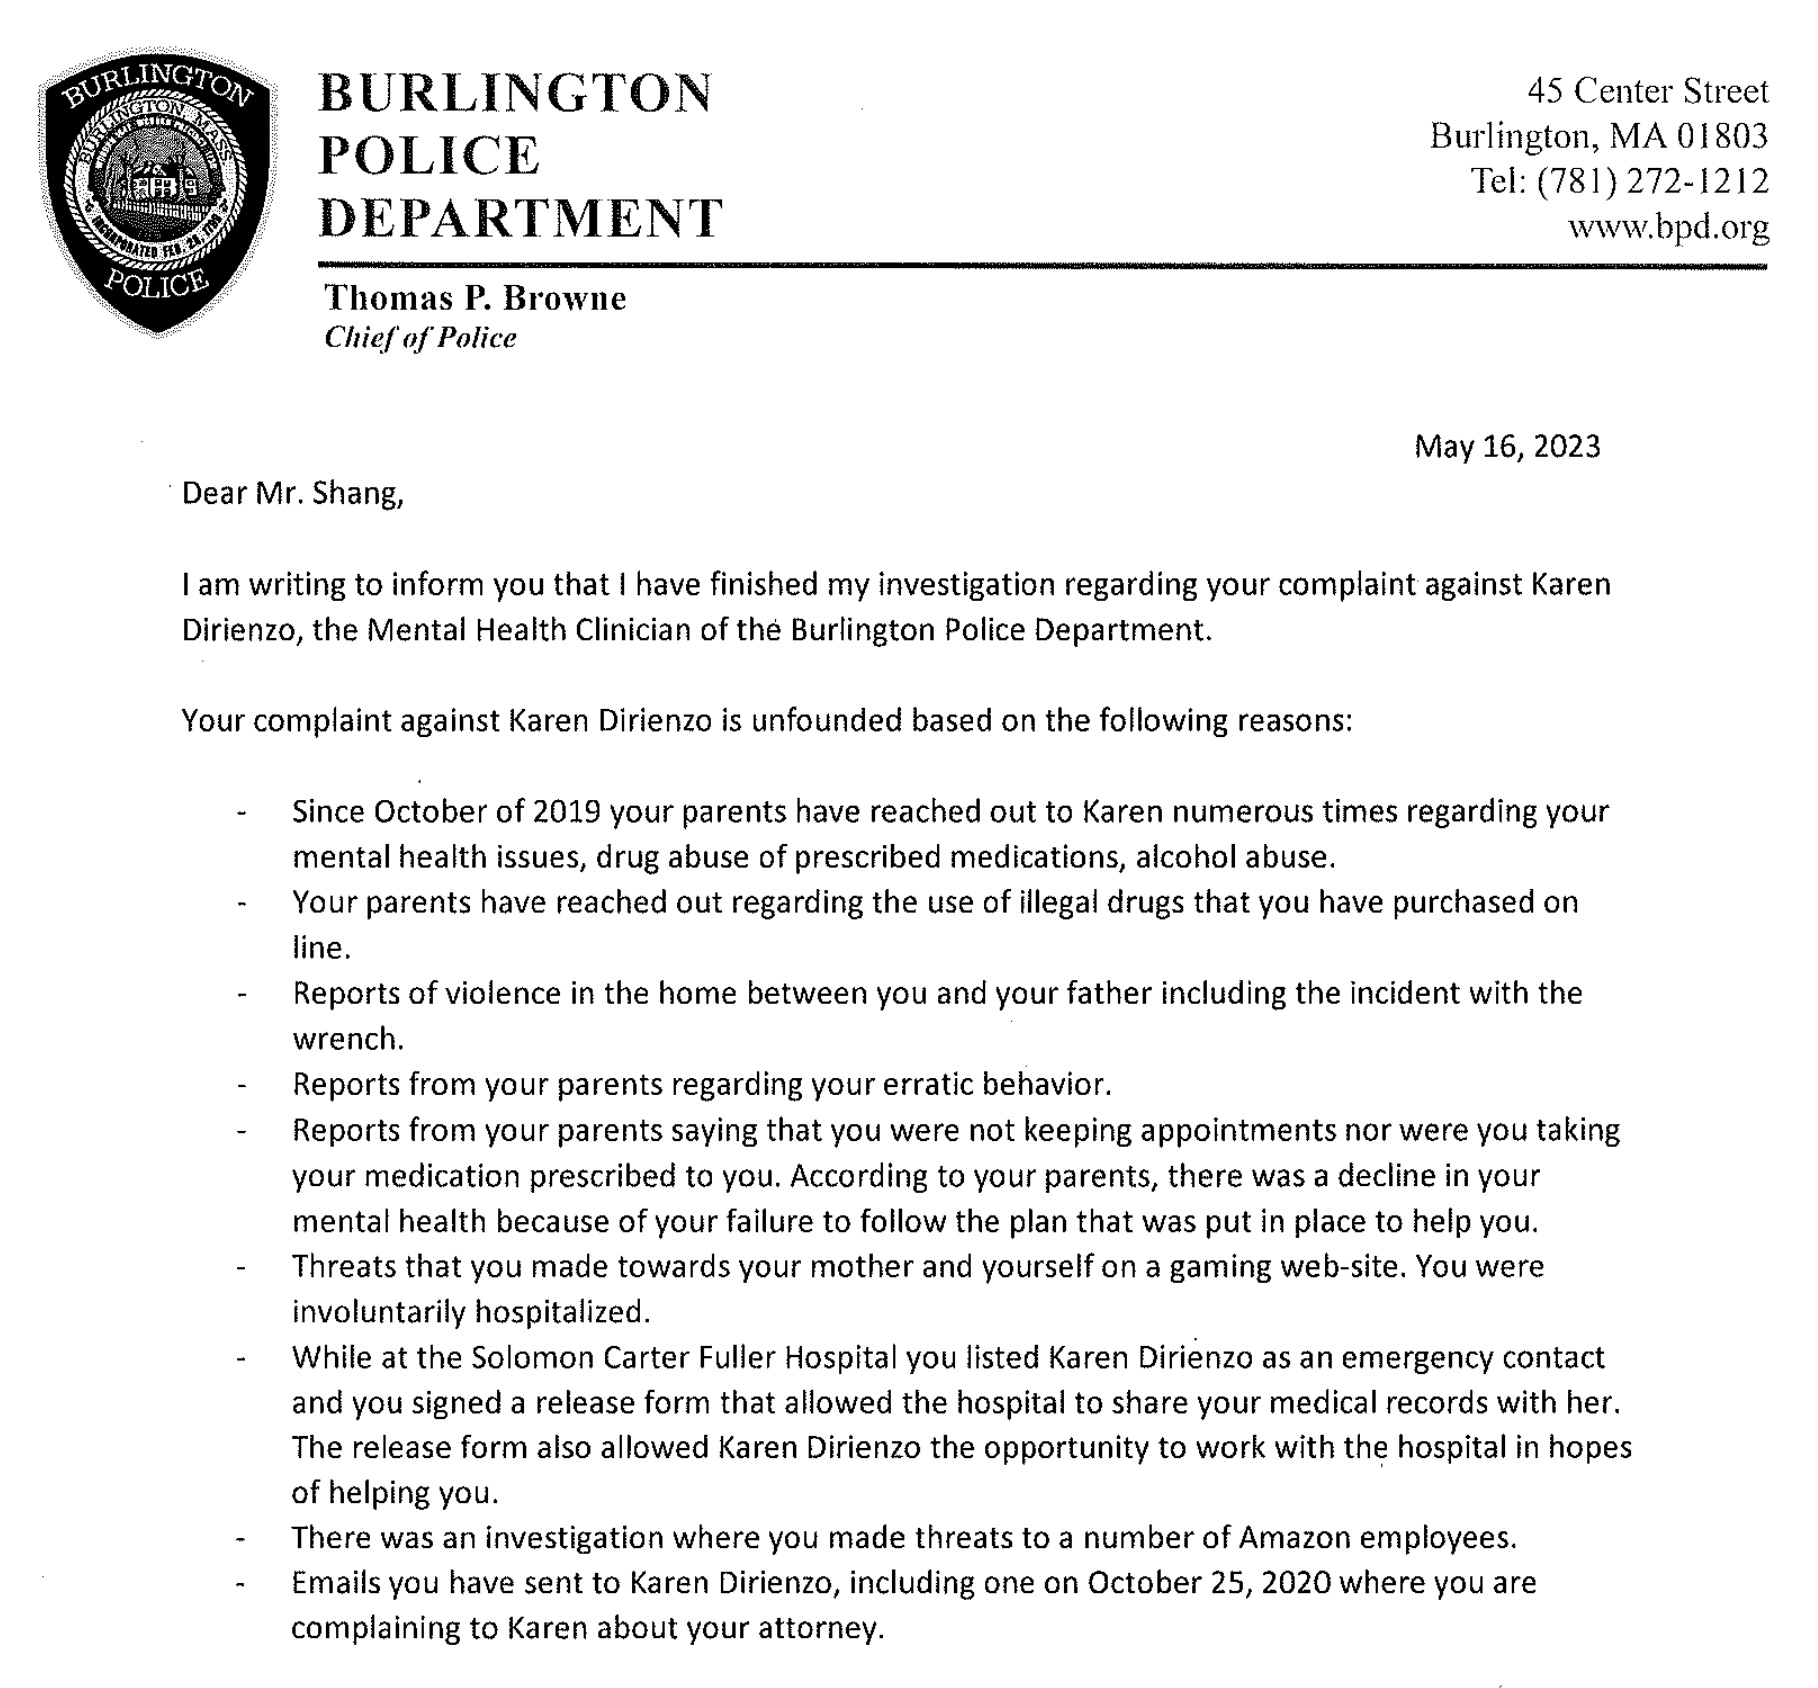 BURLINGTON
BURLINGTON MASS
INCORPORATED FEB. 28, 1799
POLICE
BURLINGTON
POLICE
DEPARTMENT
45 Center Street
Burlington, MA 01803
Tel: (781) 272-1212
www.bpd.org
Thomas P. Browne
Chief of Police
May 16, 2023
Dear Mr. Shang,
I am writing to inform you that I have finished my investigation regarding your complaint against Karen
Dirienzo, the Mental Health Clinician of the Burlington Police Department.
Your complaint against Karen Dirienzo is unfounded based on the following reasons:
- Since October of 2019 your parents have reached out to Karen numerous times regarding your
mental health issues, drug abuse of prescribed medications, alcohol abuse.
- Your parents have reached out regarding the use of illegal drugs that you have purchased on
line.
- Reports of violence in the home between you and your father including the incident with the
wrench.
- Reports from your parents regarding your erratic behavior.
- Reports from your parents saying that you were not keeping appointments nor were you taking
your medication prescribed to you. According to your parents, there was a decline in your
mental health because of your failure to follow the plan that was put in place to help you.
- Threats that you made towards your mother and yourself on a gaming web-site. You were
involuntarily hospitalized.
- While at the Solomon Carter Fuller Hospital you listed Karen Dirienzo as an emergency contact
and you signed a release form that allowed the hospital to share your medical records with her.
The release form also allowed Karen Dirienzo the opportunity to work with the hospital in hopes
of helping you.
- There was an investigation where you made threats to a number of Amazon employees.
- Emails you have sent to Karen Dirienzo, including one on October 25, 2020 where you are
complaining to Karen about your attorney.